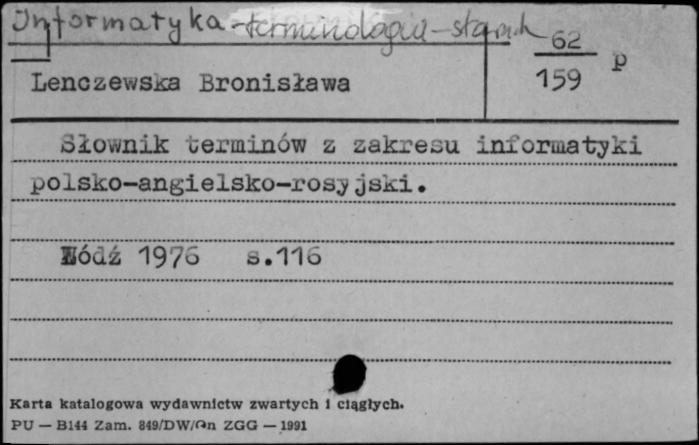 Informatyka - terminologia - słownik
62
159 p
Lenczewska Bronisława
Słownik terminów z zakresu informatyki
polsko-angielsko-rosyjski.
Łódź 1976 s.116
Karta katalogowa wydawnictw zwartych i ciągłych.
PU — B144 Zam. 849/DW/On ZGG — 1991